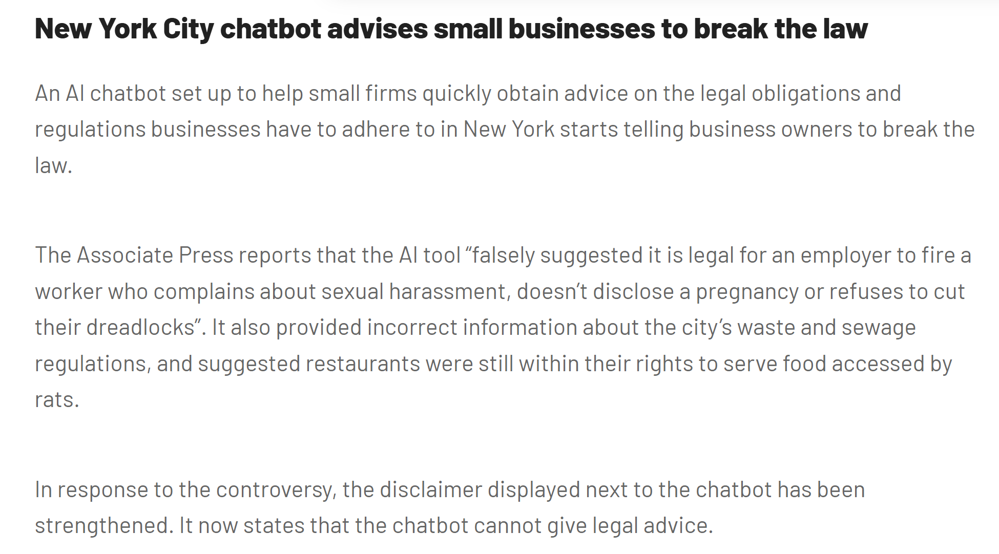 New York City chatbot advises small businesses to break the law
An AI chatbot set up to help small firms quickly obtain advice on the legal obligations and
regulations businesses have to adhere to in New York starts telling business owners to break the
law.
The Associate Press reports that the AI tool “falsely suggested it is legal for an employer to fire a
worker who complains about sexual harassment, doesn’t disclose a pregnancy or refuses to cut
their dreadlocks”. It also provided incorrect information about the city’s waste and sewage
regulations, and suggested restaurants were still within their rights to serve food accessed by
rats.
In response to the controversy, the disclaimer displayed next to the chatbot has been
strengthened. It now states that the chatbot cannot give legal advice.